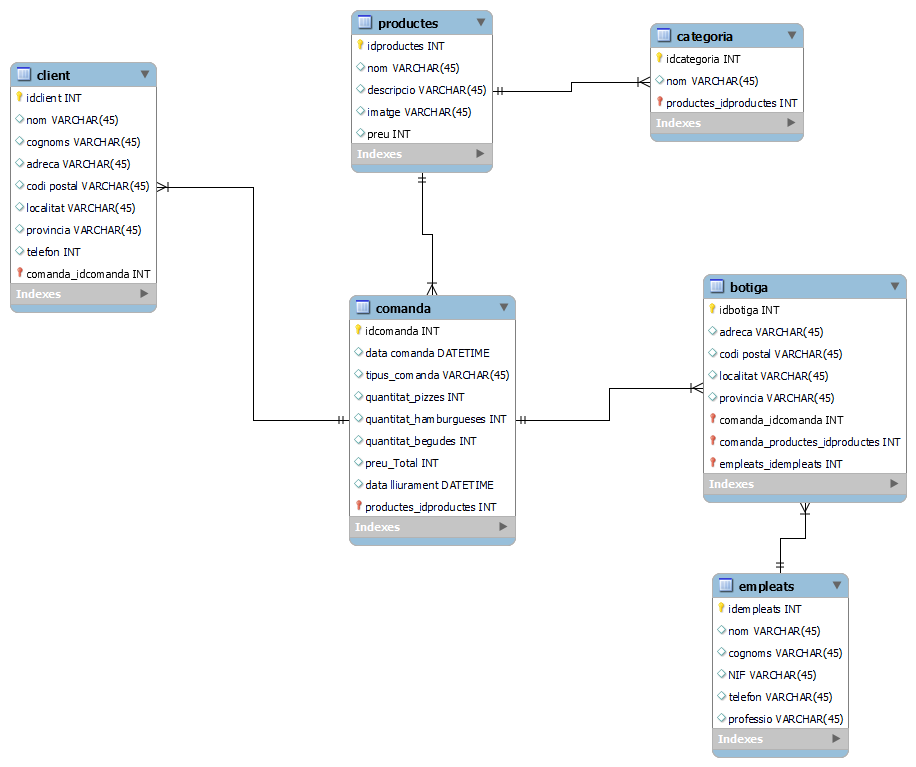 productes
idproductes INT
nom VARCHAR(45)
descripcio VARCHAR(45)
imatge VARCHAR(45)
preu INT
Indexes
categoria
idcategoria INT
nom VARCHAR(45)
productes_idproductes INT
Indexes
client
idclient INT
nom VARCHAR(45)
cognoms VARCHAR(45)
adreca VARCHAR(45)
codi postal VARCHAR(45)
localitat VARCHAR(45)
provincia VARCHAR(45)
telefon INT
comanda_idcomanda INT
Indexes
comanda
idcomanda INT
data comanda DATETIME
tipus_comanda VARCHAR(45)
quantitat_pizzes INT
quantitat_hamburgueses INT
quantitat_begudes INT
preu_Total INT
data lliurament DATETIME
productes_idproductes INT
Indexes
botiga
idbotiga INT
adreca VARCHAR(45)
codi postal VARCHAR(45)
localitat VARCHAR(45)
provincia VARCHAR(45)
comanda_idcomanda INT
comanda_productes_idproductes INT
empleats_idempleats INT
Indexes
empleats
idempleats INT
nom VARCHAR(45)
cognoms VARCHAR(45)
NIF VARCHAR(45)
telefon VARCHAR(45)
professio VARCHAR(45)
Indexes